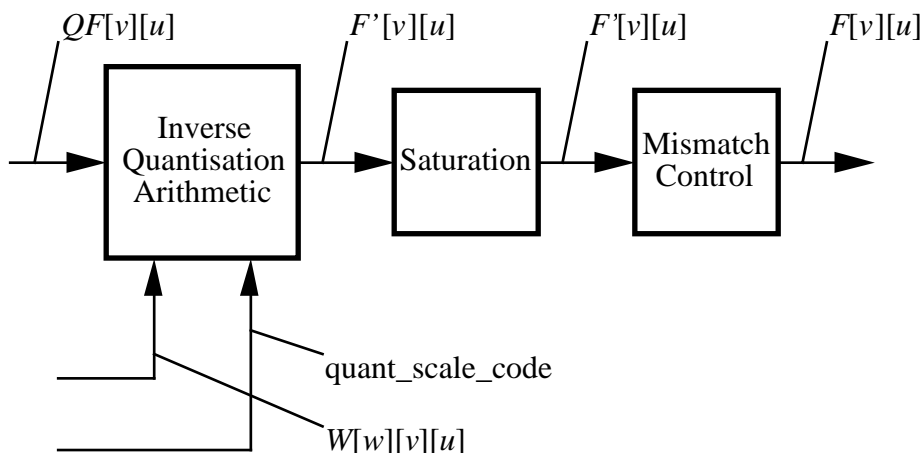 QF[v][u]
F'[v][u]
F'[v][u]
F[v][u]
Inverse
Quantisation
Arithmetic
Saturation
Mismatch
Control
quant_scale_code
W[w][v][u]